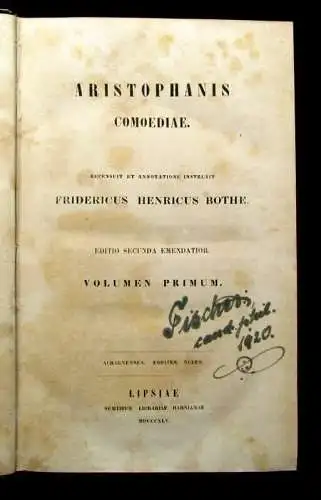 ARISTOPHANIS
COMOEDIAE.
RECENSUIT ET ANNOTATIONE INSTRUXIT
FRIDERICUS HENRICUS BOTHE.
EDITIO SECUNDA EMENDATIOR.
VOLUMEN PRIMUM.
Fischer
cand. phil.
1920.
ACHARNENSES. EQUITES. NUBES.
LIPSIAE
SUMTIBUS LIBRARIAE HAHNIANAE
MDCCCXLV.